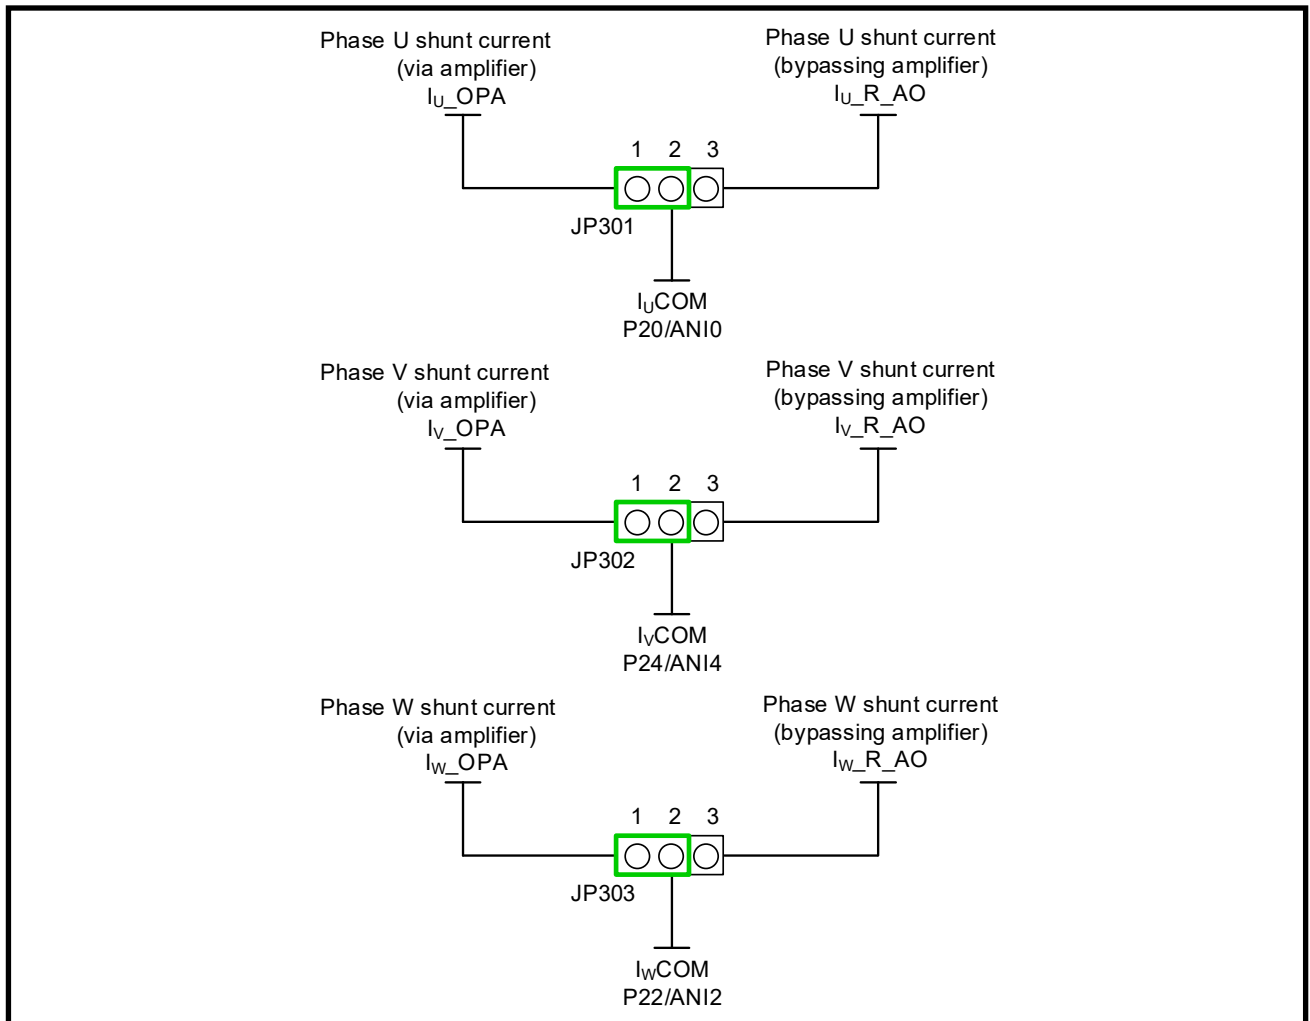 Phase U shunt current
(via amplifier)
IU_OPA
Phase U shunt current
(bypassing amplifier)
IU_R_AO
1 2 3
JP301
IUCOM
P20/ANI0
Phase V shunt current
(via amplifier)
IV_OPA
Phase V shunt current
(bypassing amplifier)
IV_R_AO
1 2 3
JP302
IVCOM
P24/ANI4
Phase W shunt current
(via amplifier)
IW_OPA
Phase W shunt current
(bypassing amplifier)
IW_R_AO
1 2 3
JP303
IWCOM
P22/ANI2